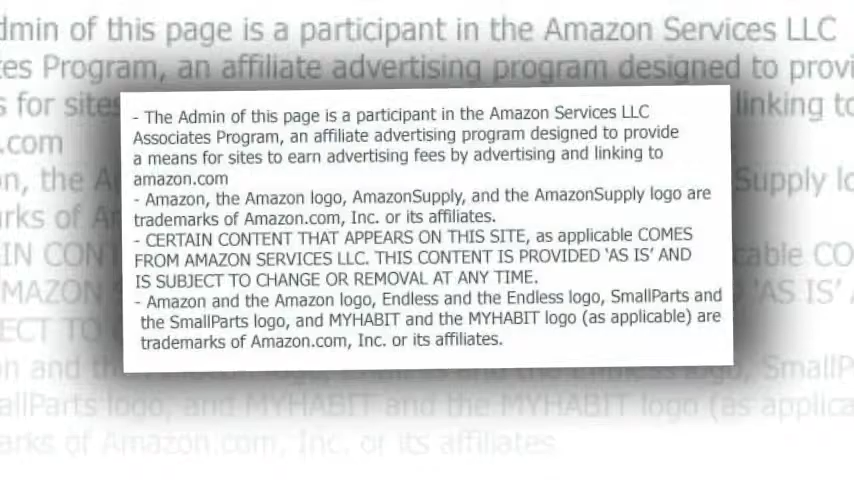 - The Admin of this page is a participant in the Amazon Services LLC
Associates Program, an affiliate advertising program designed to provide
a means for sites to earn advertising fees by advertising and linking to
amazon.com
- Amazon, the Amazon logo, AmazonSupply, and the AmazonSupply logo are
trademarks of Amazon.com, Inc. or its affiliates.
- CERTAIN CONTENT THAT APPEARS ON THIS SITE, as applicable COMES
FROM AMAZON SERVICES LLC. THIS CONTENT IS PROVIDED ‘AS IS’ AND
IS SUBJECT TO CHANGE OR REMOVAL AT ANY TIME.
- Amazon and the Amazon logo, Endless and the Endless logo, SmallParts and
the SmallParts logo, and MYHABIT and the MYHABIT logo (as applicable) are
trademarks of Amazon.com, Inc. or its affiliates.